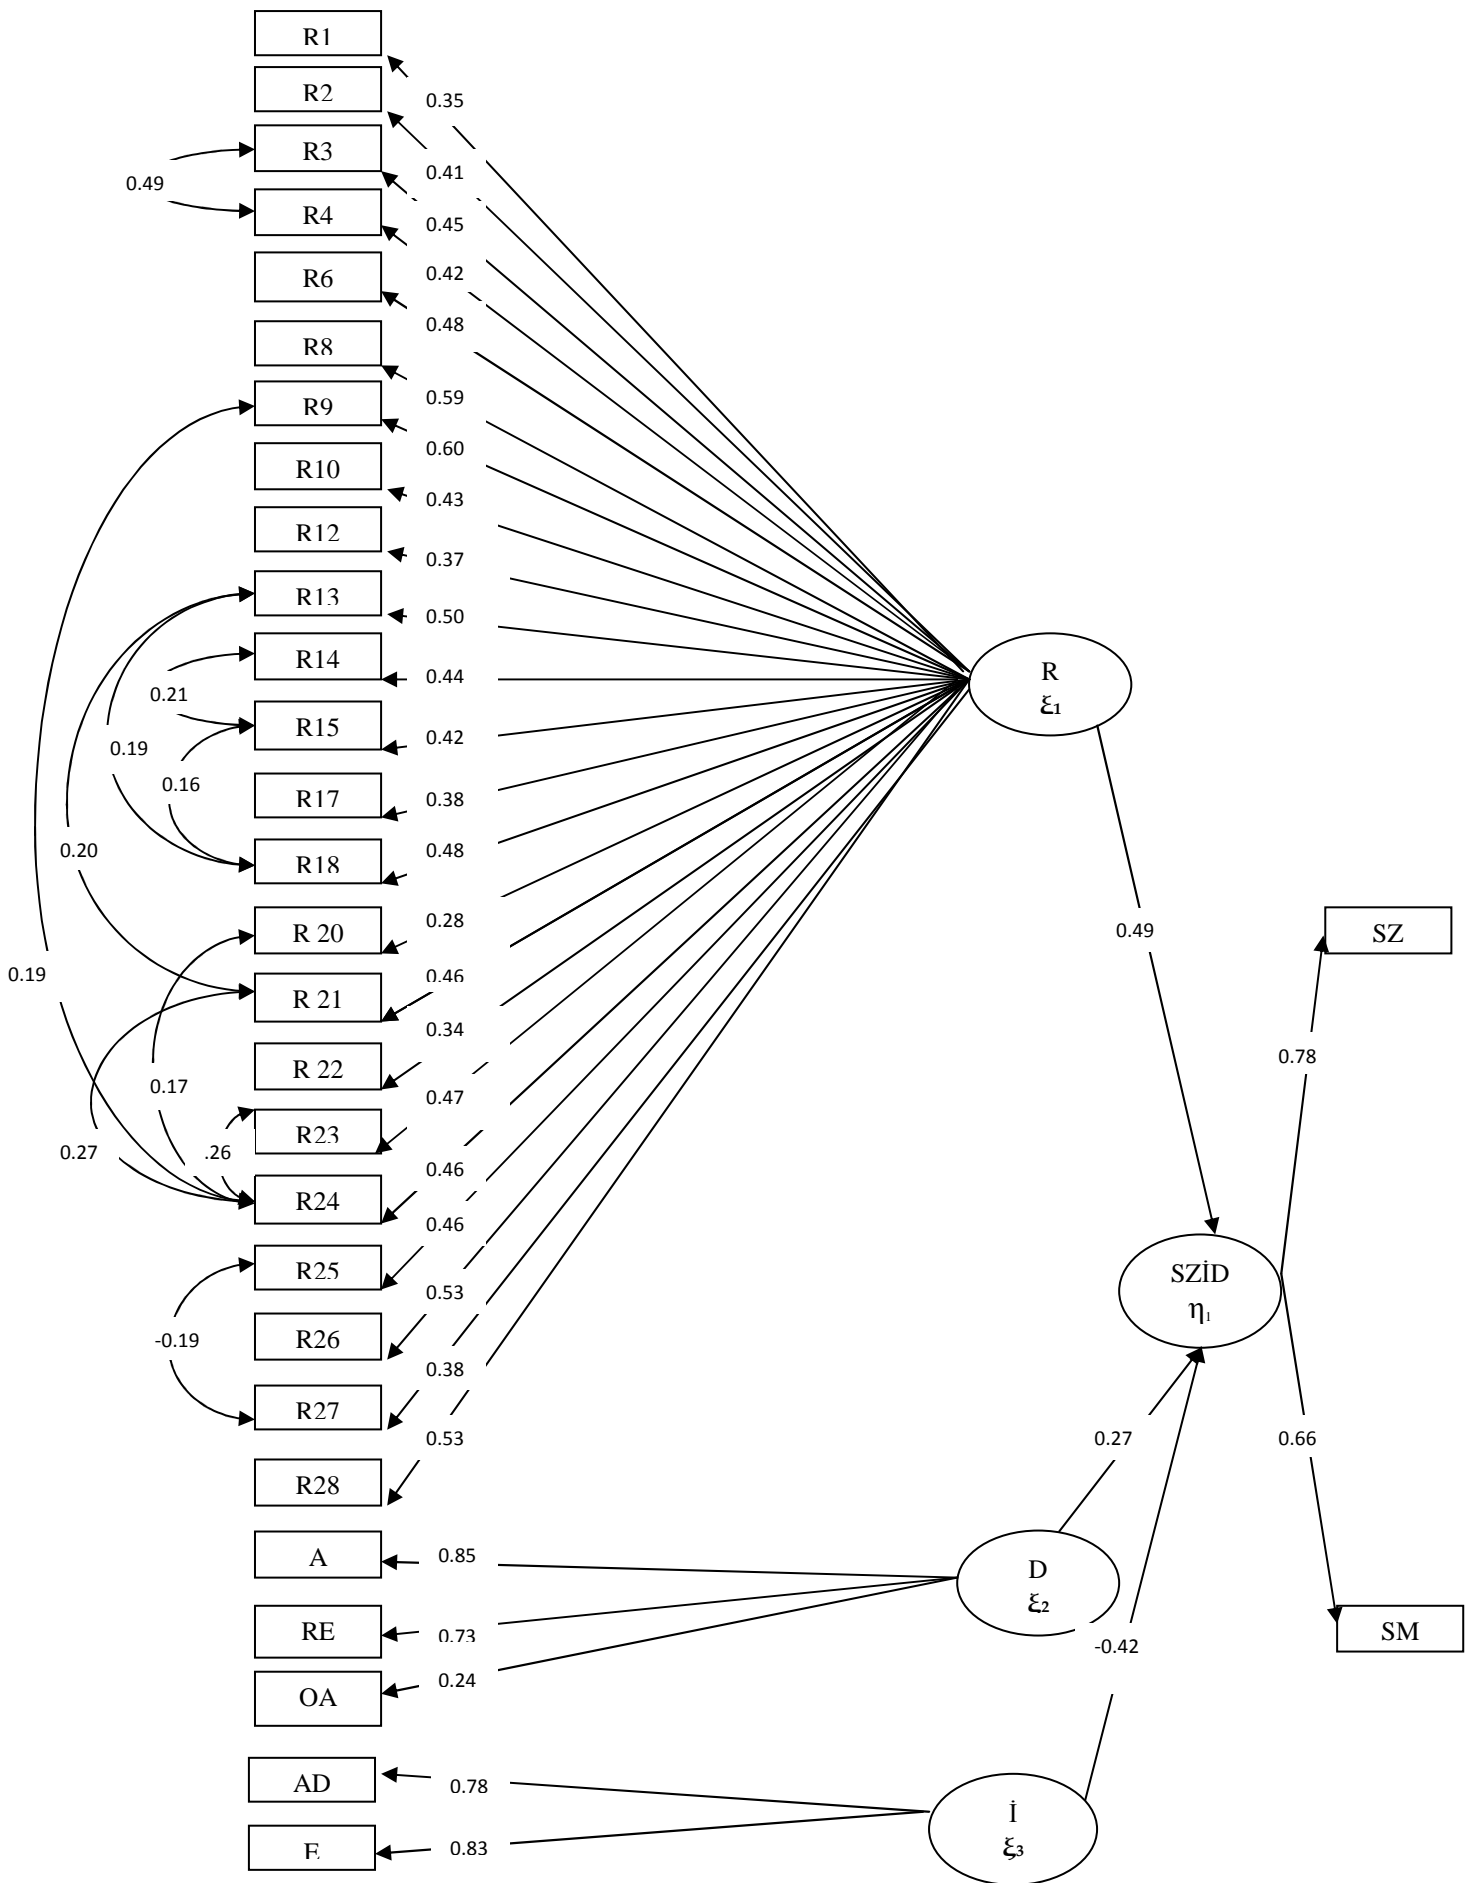 R1
0.35
R2
R3
0.41
0.49
R4
0.45
R6
0.42
0.48
R8
0.59
R9
0.60
R10
0.43
R12
0.37
R13
0.50
R14
0.44
0.21
R15
0.42
0.19
0.16
R17
0.38
R18
0.48
0.20
R 20
0.28
0.19
R 21
0.46
0.34
R 22
0.17
0.47
R23
0.27
.26
0.46
R24
0.46
R25
0.53
-0.19
R26
0.38
R27
0.53
R28
R
ξ1
0.49
SZ
0.78
SZİD
η1
0.27
0.66
A
0.85
D
ξ2
RE
0.73
-0.42
SM
OA
0.24
AD
0.78
İ
ξ3
E
0.83